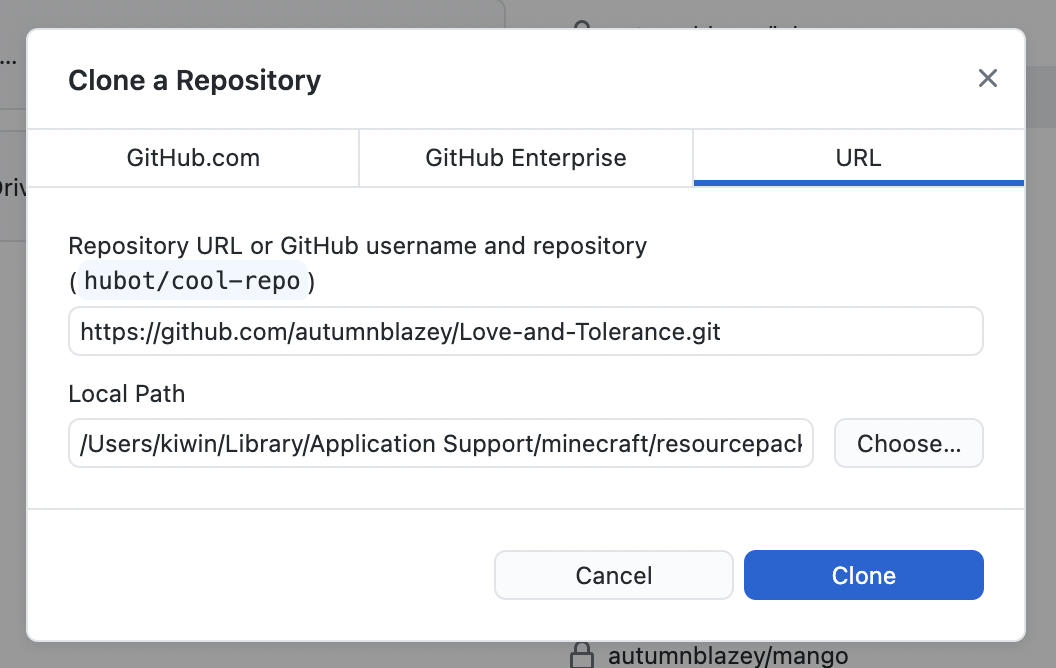 ...
Clone a Repository
GitHub.com
GitHub Enterprise
URL
Repository URL or GitHub username and repository
(hubot/cool-repo)
https://github.com/autumnblazey/Love-and-Tolerance.git
Local Path
/Users/kiwin/Library/Application Support/minecraft/resourcepack
Choose...
Cancel
Clone
autumnblazey/mango